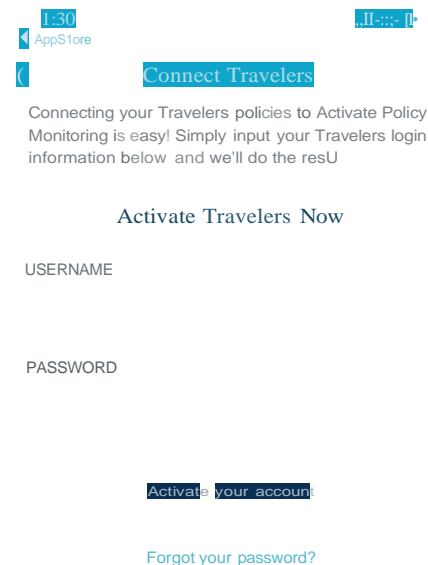 1:30 ,,II-::;- [l•
AppS1ore
( Connect Travelers
Connecting your Travelers policies to Activate Policy
Monitoring is easy! Simply input your Travelers login
information below and we'll do the resU
Activate Travelers Now
USERNAME
PASSWORD
Activate your account
Forgot your password?